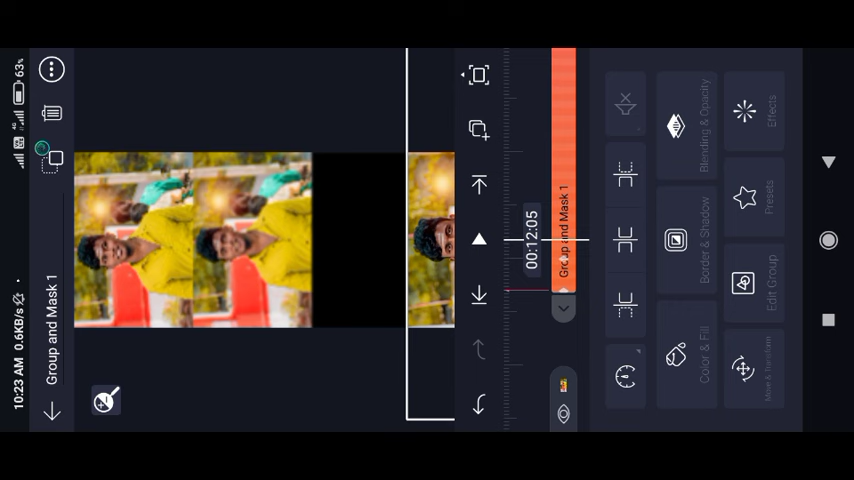 10:23 AM 0.6KB/s
4G
63%
Group and Mask 1
00:12:05
Group and Mask 1
Color & Fill
Border & Shadow
Blending & Opacity
Move & Transform
Edit Group
Presets
Effects